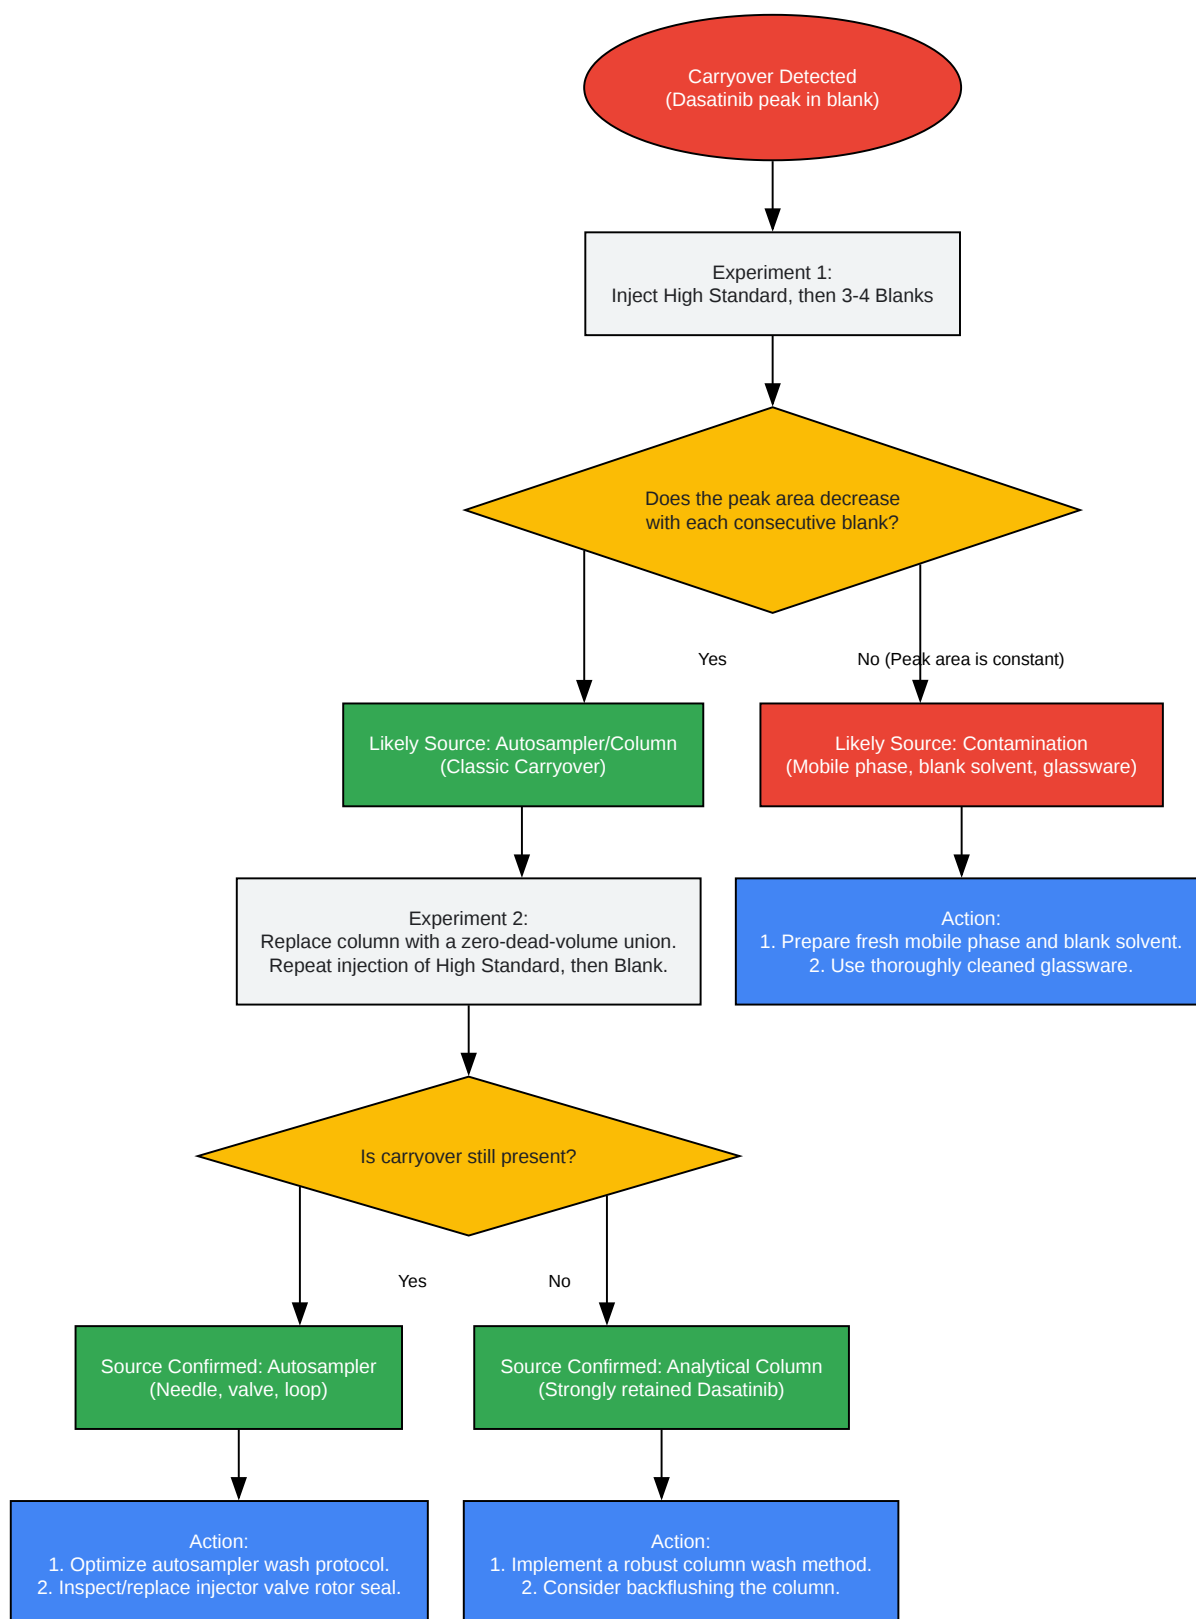 Carryover Detected
(Dasatinib peak in blank)
Experiment 1:
Inject High Standard, then 3-4 Blanks
Does the peak area decrease
with each consecutive blank?
Yes
No (Peak area is constant)
Likely Source: Autosampler/Column
(Classic Carryover)
Likely Source: Contamination
(Mobile phase, blank solvent, glassware)
Experiment 2:
Replace column with a zero-dead-volume union.
Repeat injection of High Standard, then Blank.
Action:
1. Prepare fresh mobile phase and blank solvent.
2. Use thoroughly cleaned glassware.
Is carryover still present?
Yes
No
Source Confirmed: Autosampler
(Needle, valve, loop)
Source Confirmed: Analytical Column
(Strongly retained Dasatinib)
Action:
1. Optimize autosampler wash protocol.
2. Inspect/replace injector valve rotor seal.
Action:
1. Implement a robust column wash method.
2. Consider backflushing the column.